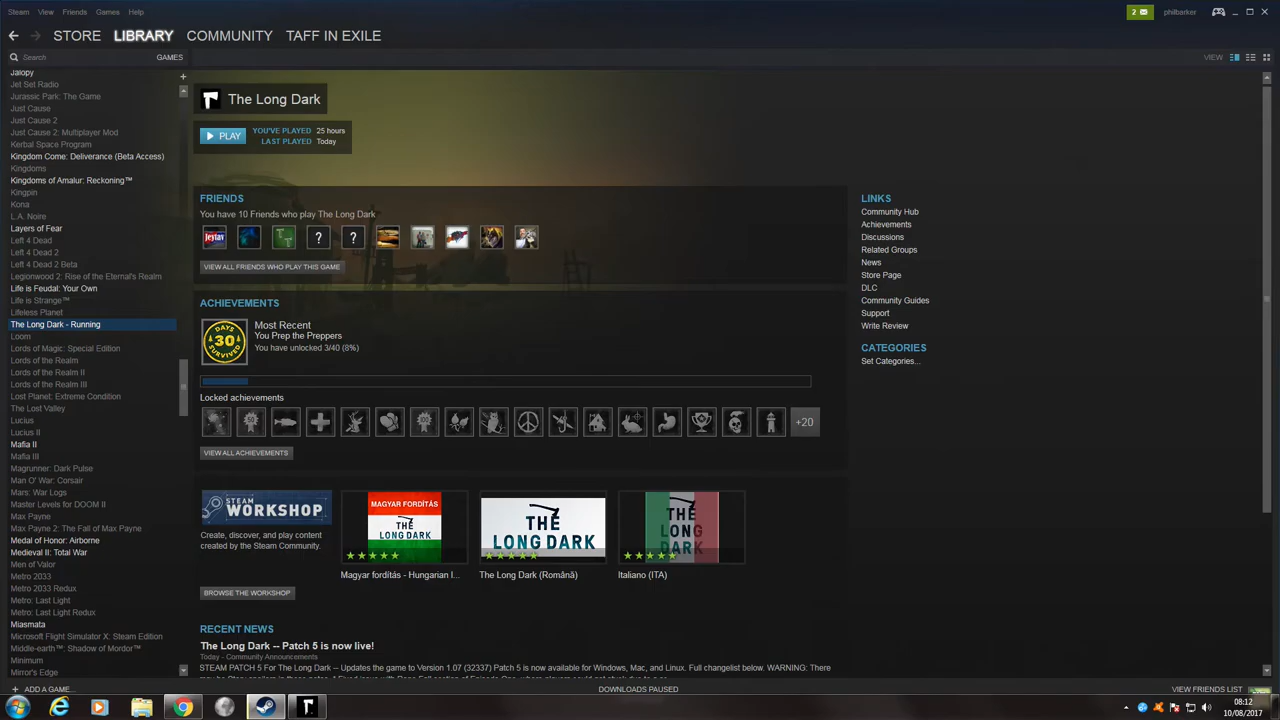 Steam View Friends Games Help
2 philbarker
STORE LIBRARY COMMUNITY TAFF IN EXILE
Search GAMES VIEW
Jalopy
Jet Set Radio
Jurassic Park: The Game
Just Cause
Just Cause 2
Just Cause 2: Multiplayer Mod
Kerbal Space Program
Kingdom Come: Deliverance (Beta Access)
Kingdoms
Kingdoms of Amalur: Reckoning™
Kingpin
Kona
L.A. Noire
Layers of Fear
Left 4 Dead
Left 4 Dead 2
Left 4 Dead 2 Beta
Legionwood 2: Rise of the Eternal's Realm
Life is Feudal: Your Own
Life is Strange™
Lifeless Planet
The Long Dark - Running
Loom
Lords of Magic: Special Edition
Lords of the Realm
Lords of the Realm II
Lords of the Realm III
Lost Planet: Extreme Condition
The Lost Valley
Lucius
Lucius II
Mafia II
Mafia III
Magrunner: Dark Pulse
Man O' War: Corsair
Mars: War Logs
Master Levels for DOOM II
Max Payne
Max Payne 2: The Fall of Max Payne
Medal of Honor: Airborne
Medieval II: Total War
Men of Valor
Metro 2033
Metro 2033 Redux
Metro: Last Light
Metro: Last Light Redux
Miasmata
Microsoft Flight Simulator X: Steam Edition
Middle-earth™: Shadow of Mordor™
Minimum
Mirror's Edge
+ ADD A GAME...
The Long Dark
PLAY
YOU'VE PLAYED 25 hours
LAST PLAYED Today
FRIENDS
You have 10 Friends who play The Long Dark
Jeytav
? ?
VIEW ALL FRIENDS WHO PLAY THIS GAME
ACHIEVEMENTS
DAYS
30
SURVIVED
Most Recent
You Prep the Preppers
You have unlocked 3/40 (8%)
Locked achievements
+20
VIEW ALL ACHIEVEMENTS
STEAM
WORKSHOP
Create, discover, and play content
created by the Steam Community.
BROWSE THE WORKSHOP
MAGYAR FORDÍTÁS
THE
LONG DARK
Magyar fordítás - Hungarian l...
THE
LONG DARK
The Long Dark (Română)
THE
LONG
DARK
Italiano (ITA)
RECENT NEWS
The Long Dark -- Patch 5 is now live!
Today - Community Announcements
STEAM PATCH 5 For The Long Dark -- Updates the game to Version 1.07 (32337) Patch 5 is now available for Windows, Mac, and Linux. Full changelist below. WARNING: There
LINKS
Community Hub
Achievements
Discussions
Related Groups
News
Store Page
DLC
Community Guides
Support
Write Review
CATEGORIES
Set Categories...
DOWNLOADS PAUSED
VIEW FRIENDS LIST
08:12
10/08/2017